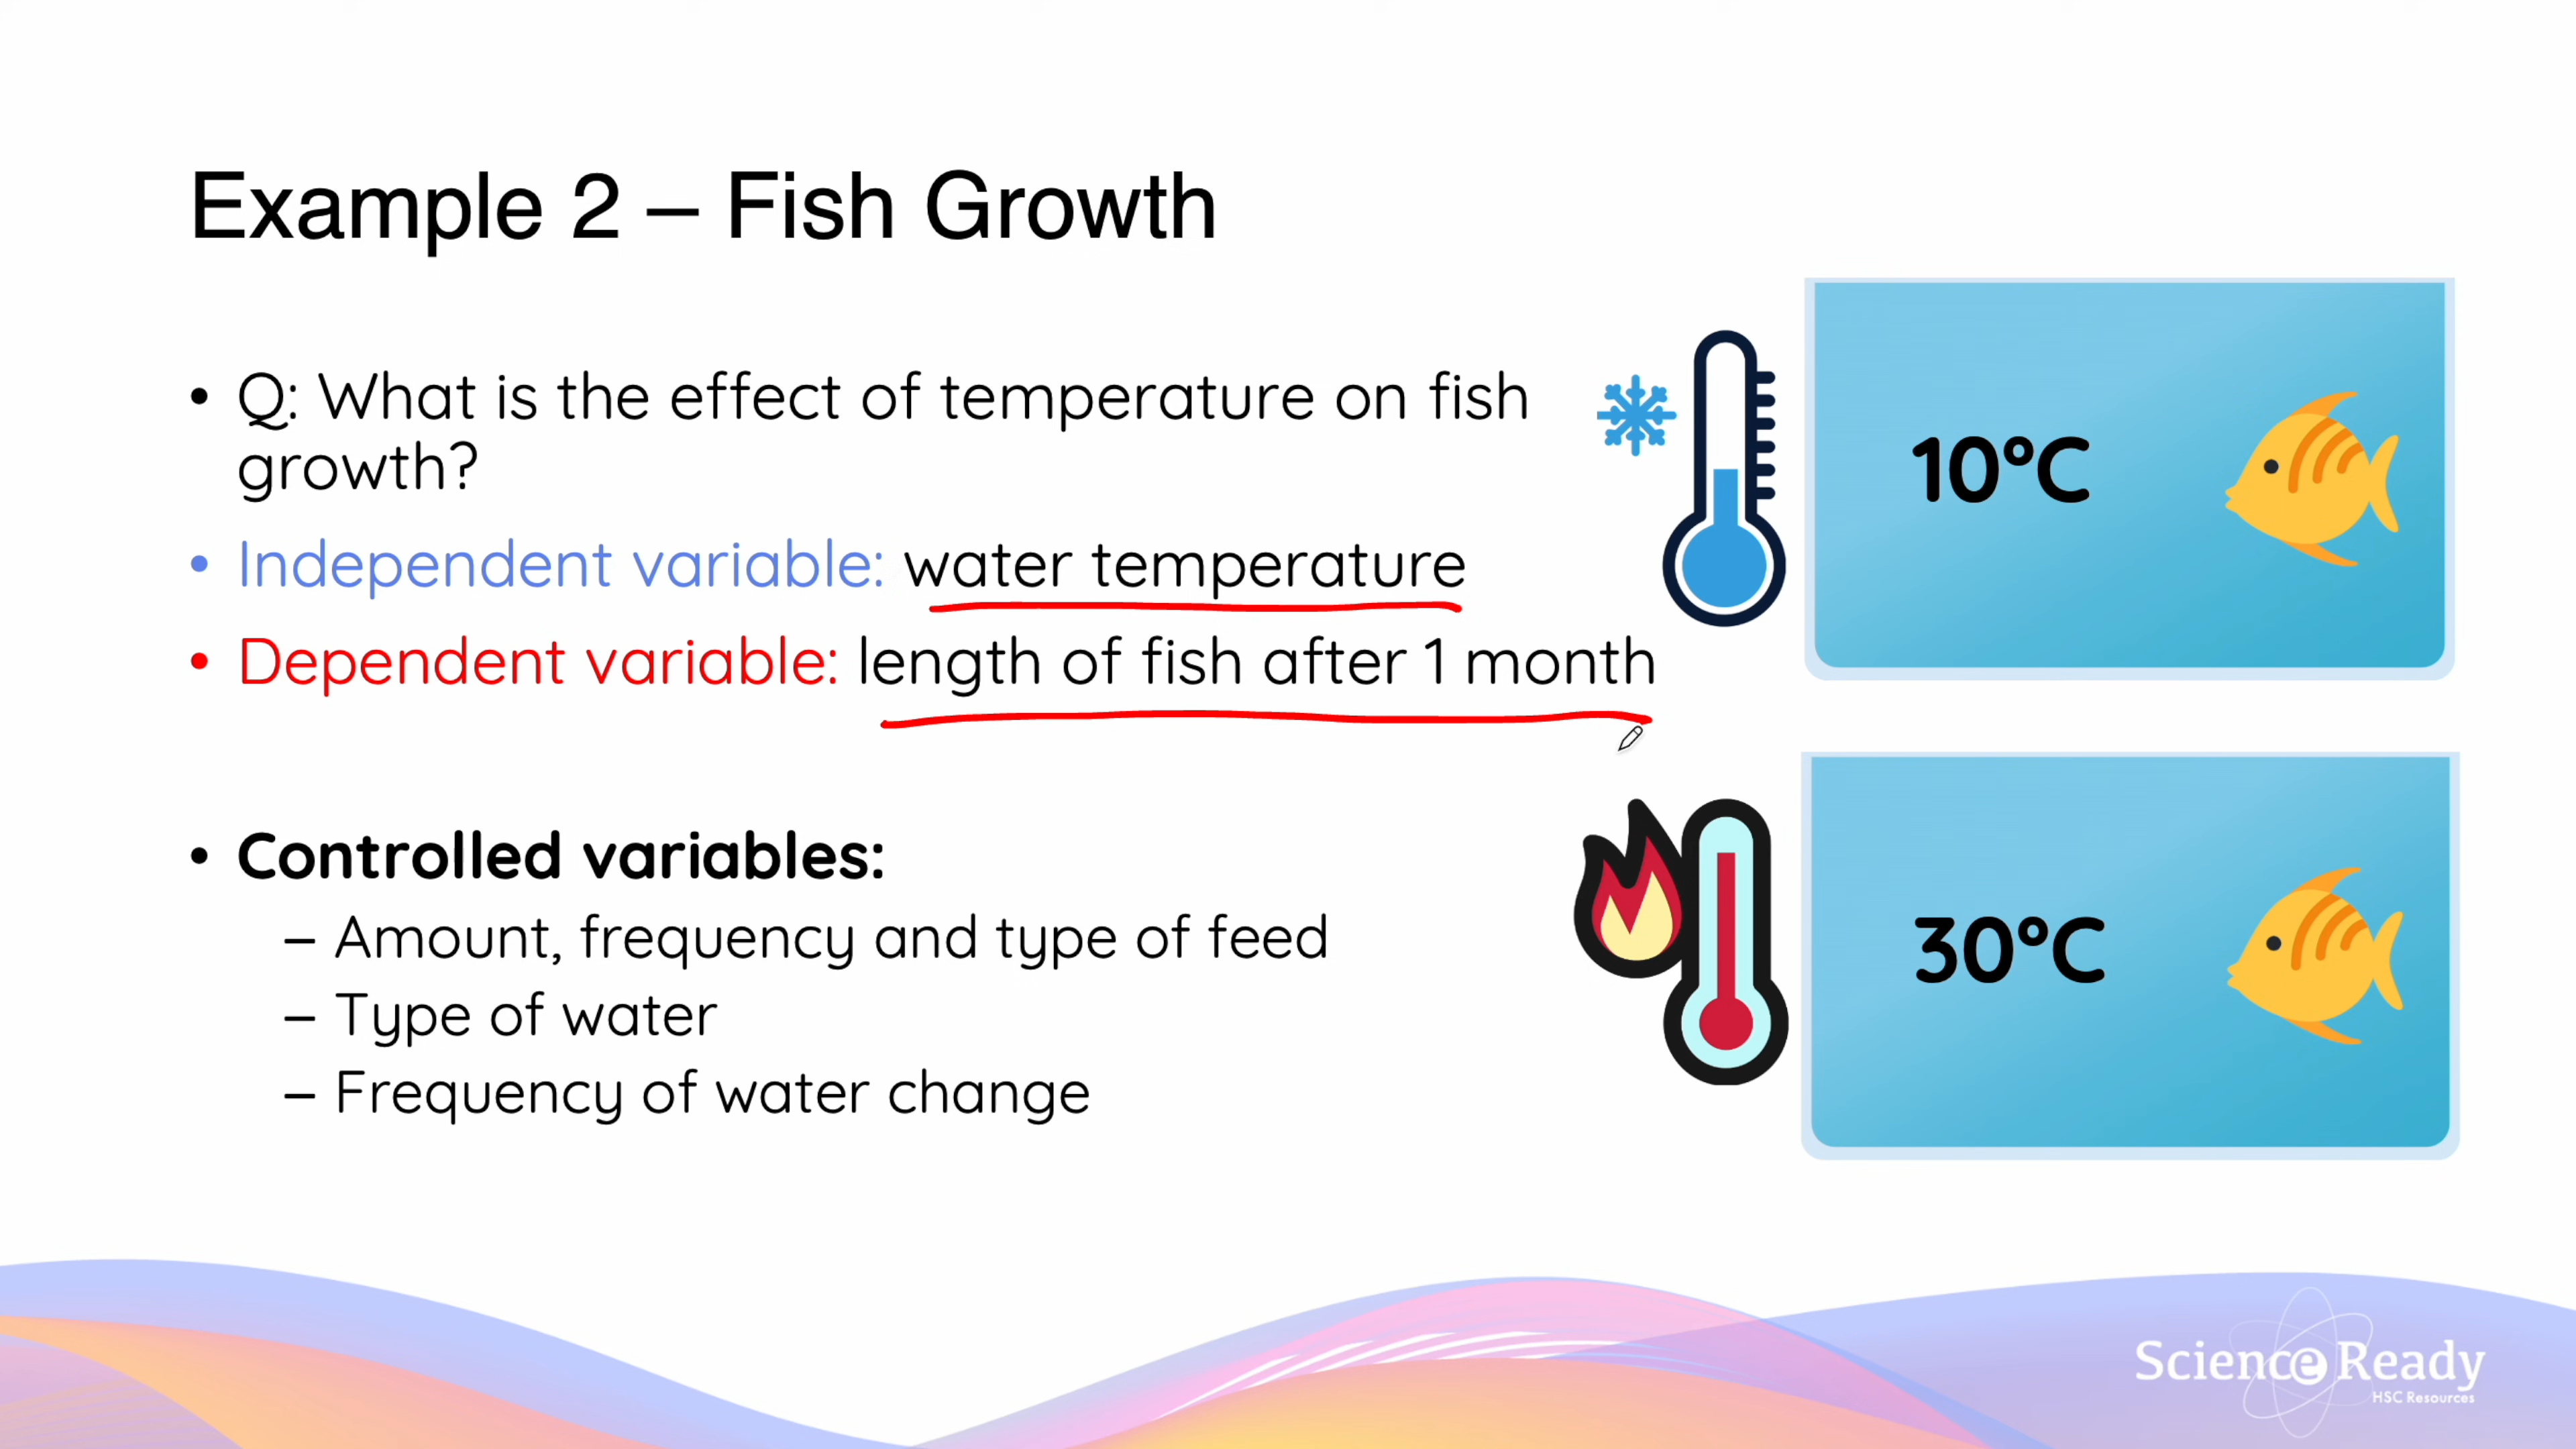 Example 2 – Fish Growth
• Q: What is the effect of temperature on fish
growth?
• Independent variable: water temperature
• Dependent variable: length of fish after 1 month
• Controlled variables:
– Amount, frequency and type of feed
– Type of water
– Frequency of water change
10°C
30°C
Science Ready
HSC Resources